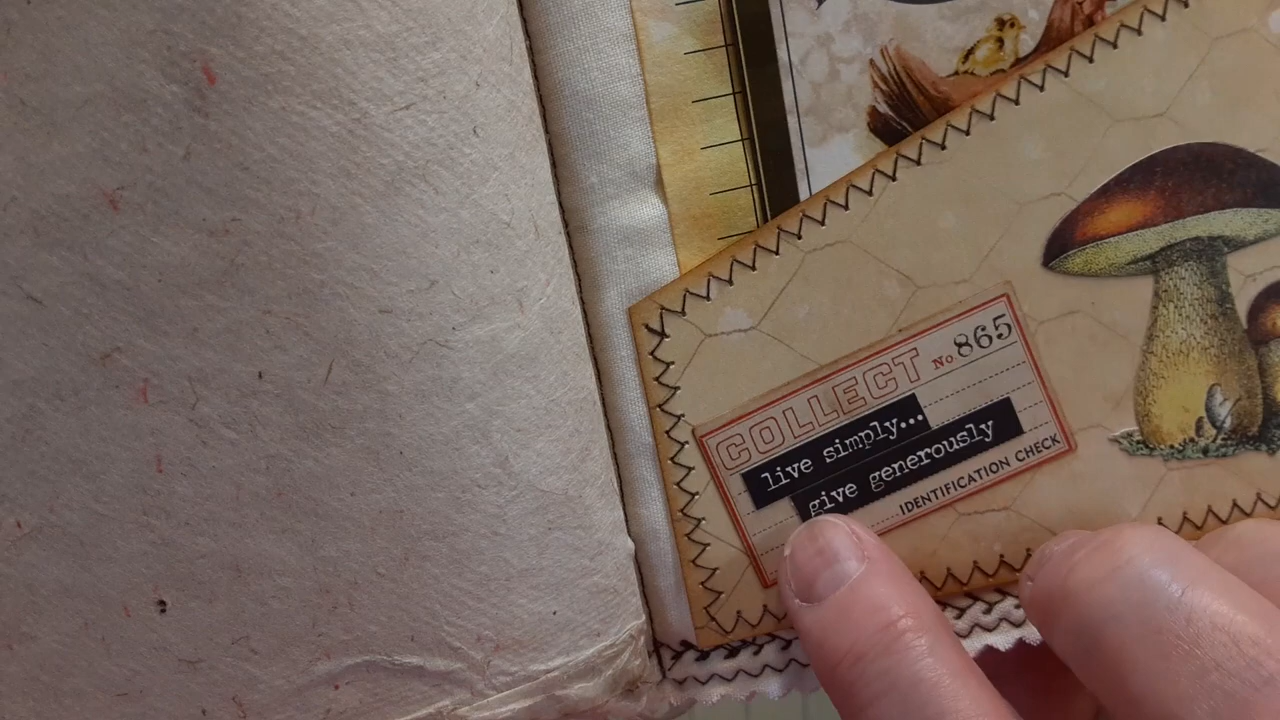 COLLECT No. 865
live simply...
give generously
IDENTIFICATION CHECK